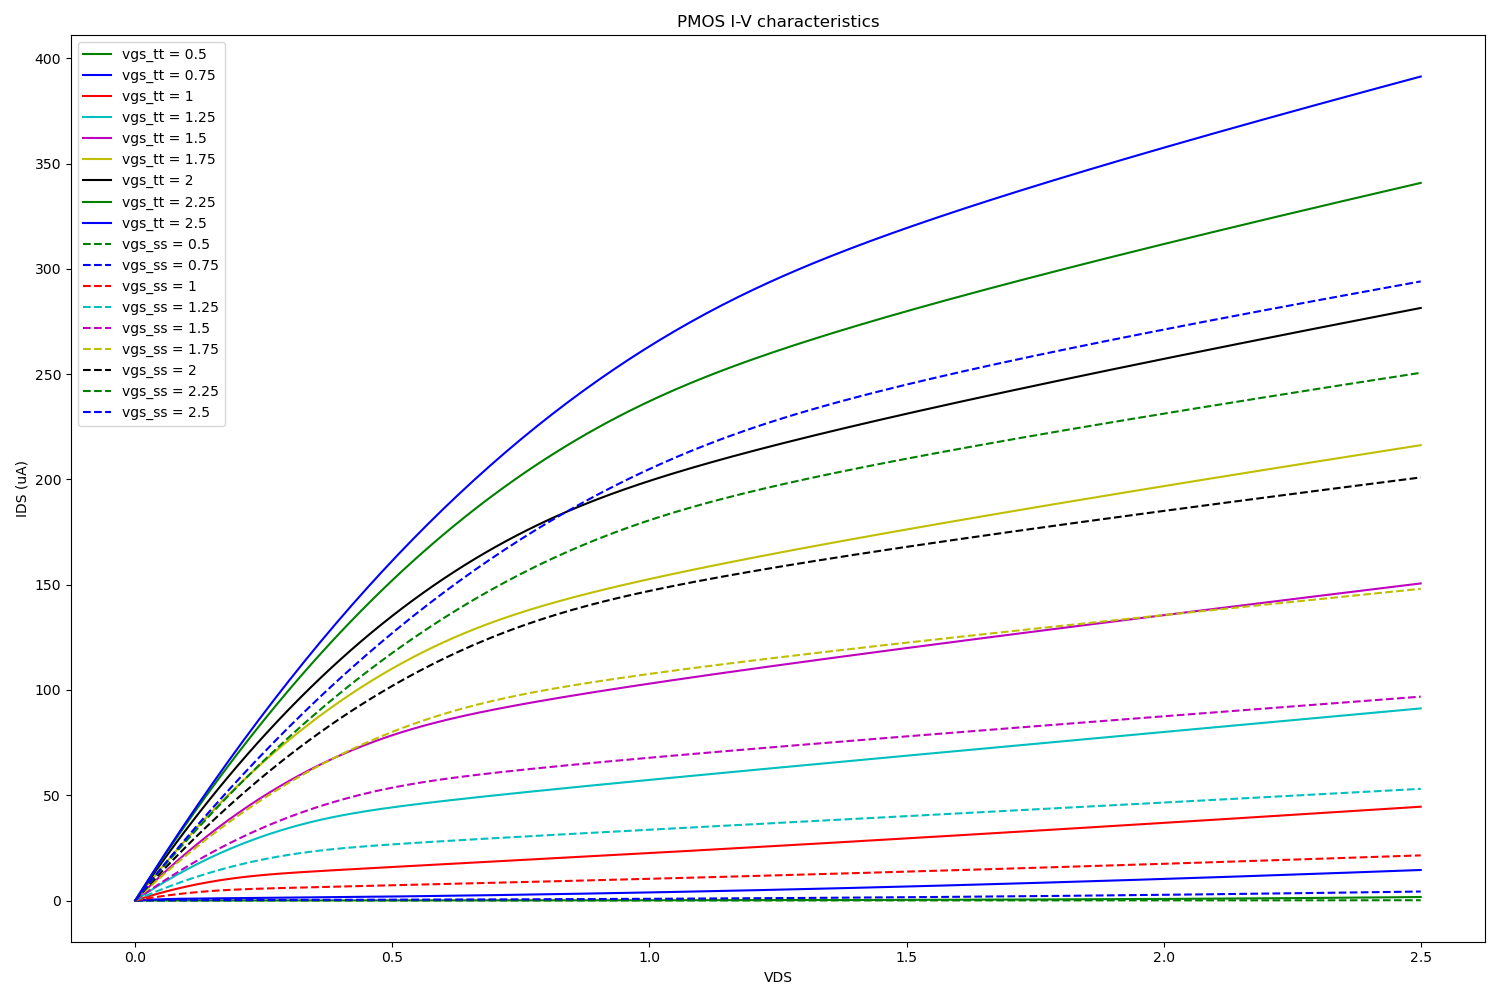 PMOS I-V characteristics
vgs_tt = 0.5
vgs_tt = 0.75
vgs_tt = 1
vgs_tt = 1.25
vgs_tt = 1.5
vgs_tt = 1.75
vgs_tt = 2
vgs_tt = 2.25
vgs_tt = 2.5
vgs_ss = 0.5
vgs_ss = 0.75
vgs_ss = 1
vgs_ss = 1.25
vgs_ss = 1.5
vgs_ss = 1.75
vgs_ss = 2
vgs_ss = 2.25
vgs_ss = 2.5
400
350
300
250
200
150
100
50
0
IDS (uA)
0.0 0.5 1.0 1.5 2.0 2.5
VDS